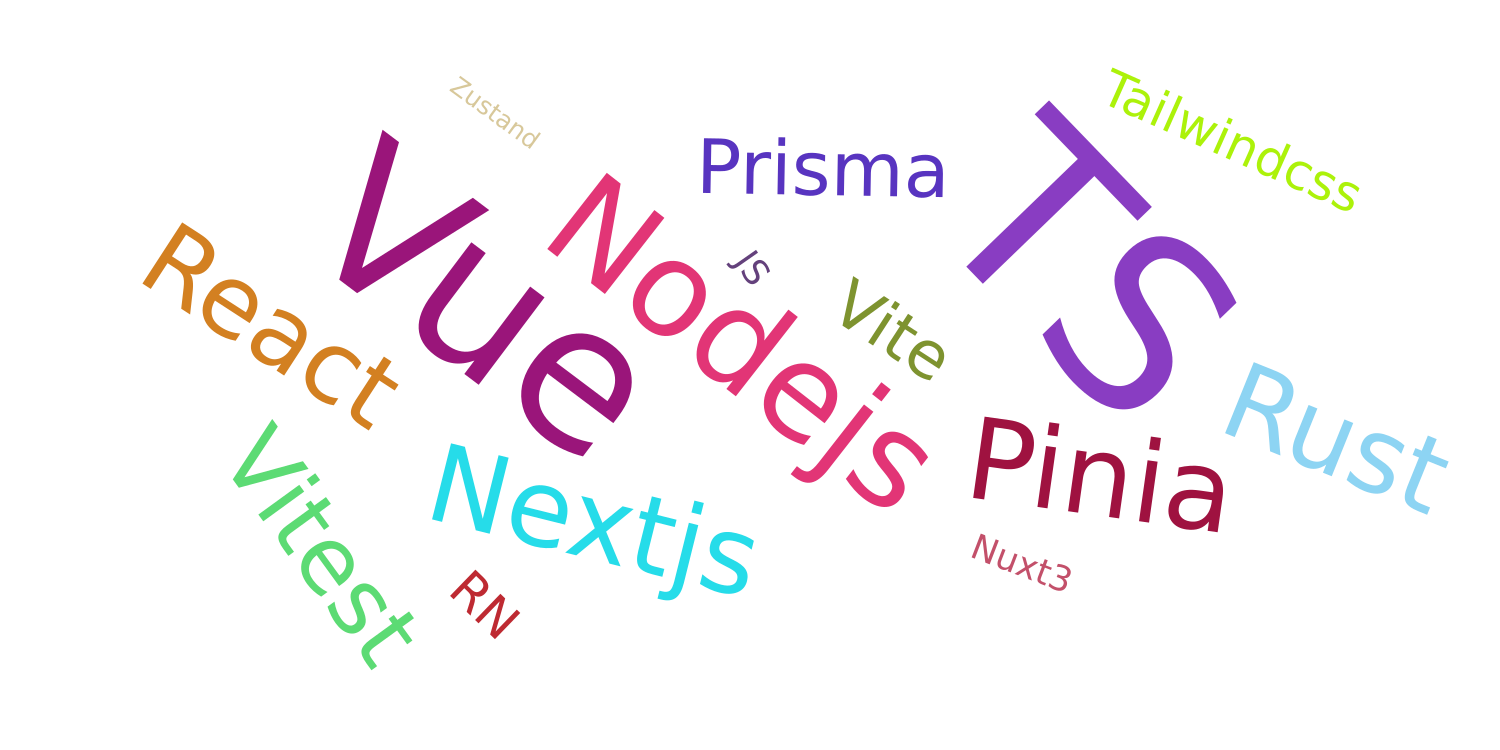 Zustand
Tailwindcss
Vue
Prisma
TS
React
Nodejs
JS
Vite
Rust
Vitest
Nextjs
Pinia
RN
Nuxt3